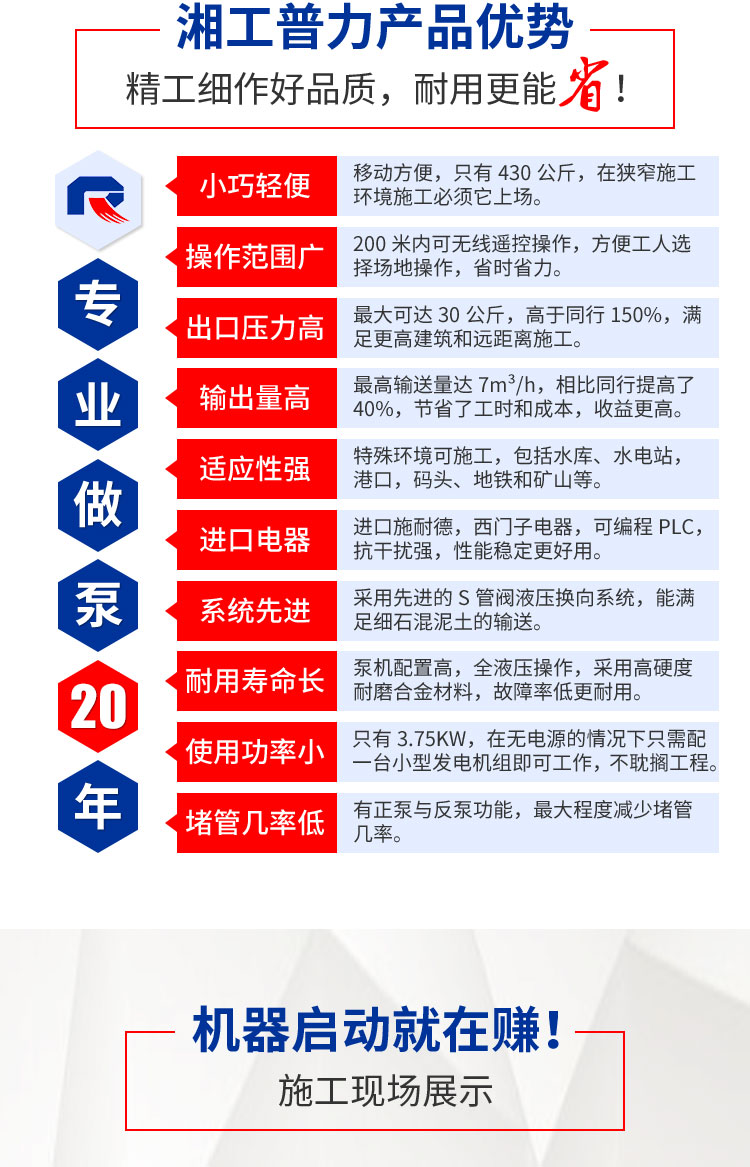 湘工普力产品优势
精工细作好品质，耐用更能省！
专
业
做
泵
20
年
小巧轻便
移动方便，只有 430 公斤，在狭窄施工
环境施工必须它上场。
操作范围广
200 米内可无线遥控操作，方便工人选
择场地操作，省时省力。
出口压力高
最大可达 30 公斤，高于同行 150%，满
足更高建筑和远距离施工。
输出量高
最高输送量达 7m³/h，相比同行提高了
40%，节省了工时和成本，收益更高。
适应性强
特殊环境可施工，包括水库、水电站，
港口，码头、地铁和矿山等。
进口电器
进口施耐德，西门子电器，可编程 PLC，
抗干扰强，性能稳定更好用。
系统先进
采用先进的 S 管阀液压换向系统，能满
足细石混泥土的输送。
耐用寿命长
泵机配置高，全液压操作，采用高硬度
耐磨合金材料，故障率低更耐用。
使用功率小
只有 3.75KW，在无电源的情况下只需配
一台小型发电机组即可工作，不耽搁工程。
堵管几率低
有正泵与反泵功能，最大程度减少堵管
几率。
机器启动就在赚！
施工现场展示